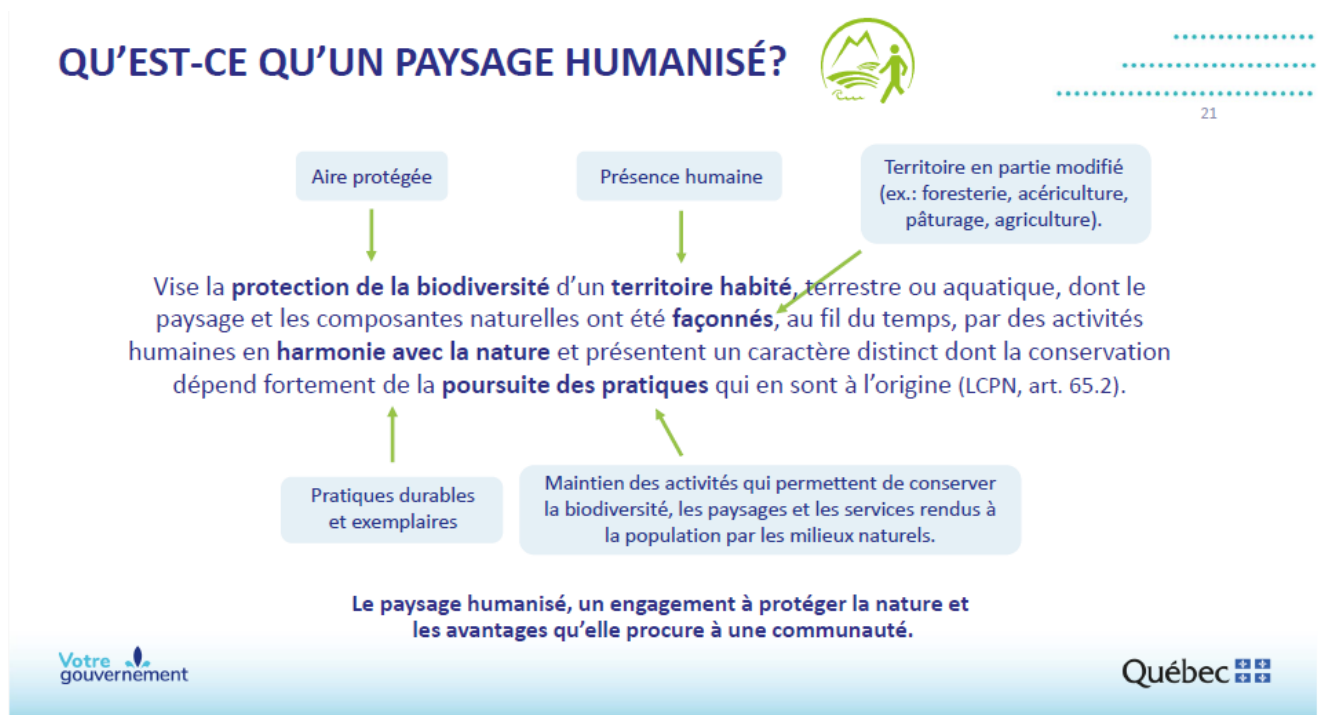 QU'EST-CE QU'UN PAYSAGE HUMANISÉ?
21
Aire protégée
Présence humaine
Territoire en partie modifié
(ex.: foresterie, acériculture,
pâturage, agriculture).
Vise la protection de la biodiversité d'un territoire habité, terrestre ou aquatique, dont le
paysage et les composantes naturelles ont été façonnés, au fil du temps, par des activités
humaines en harmonie avec la nature et présentent un caractère distinct dont la conservation
dépend fortement de la poursuite des pratiques qui en sont à l'origine (LCPN, art. 65.2).
Pratiques durables
et exemplaires
Maintien des activités qui permettent de conserver
la biodiversité, les paysages et les services rendus à
la population par les milieux naturels.
Le paysage humanisé, un engagement à protéger la nature et
les avantages qu'elle procure à une communauté.
Votre
gouvernement
Québec